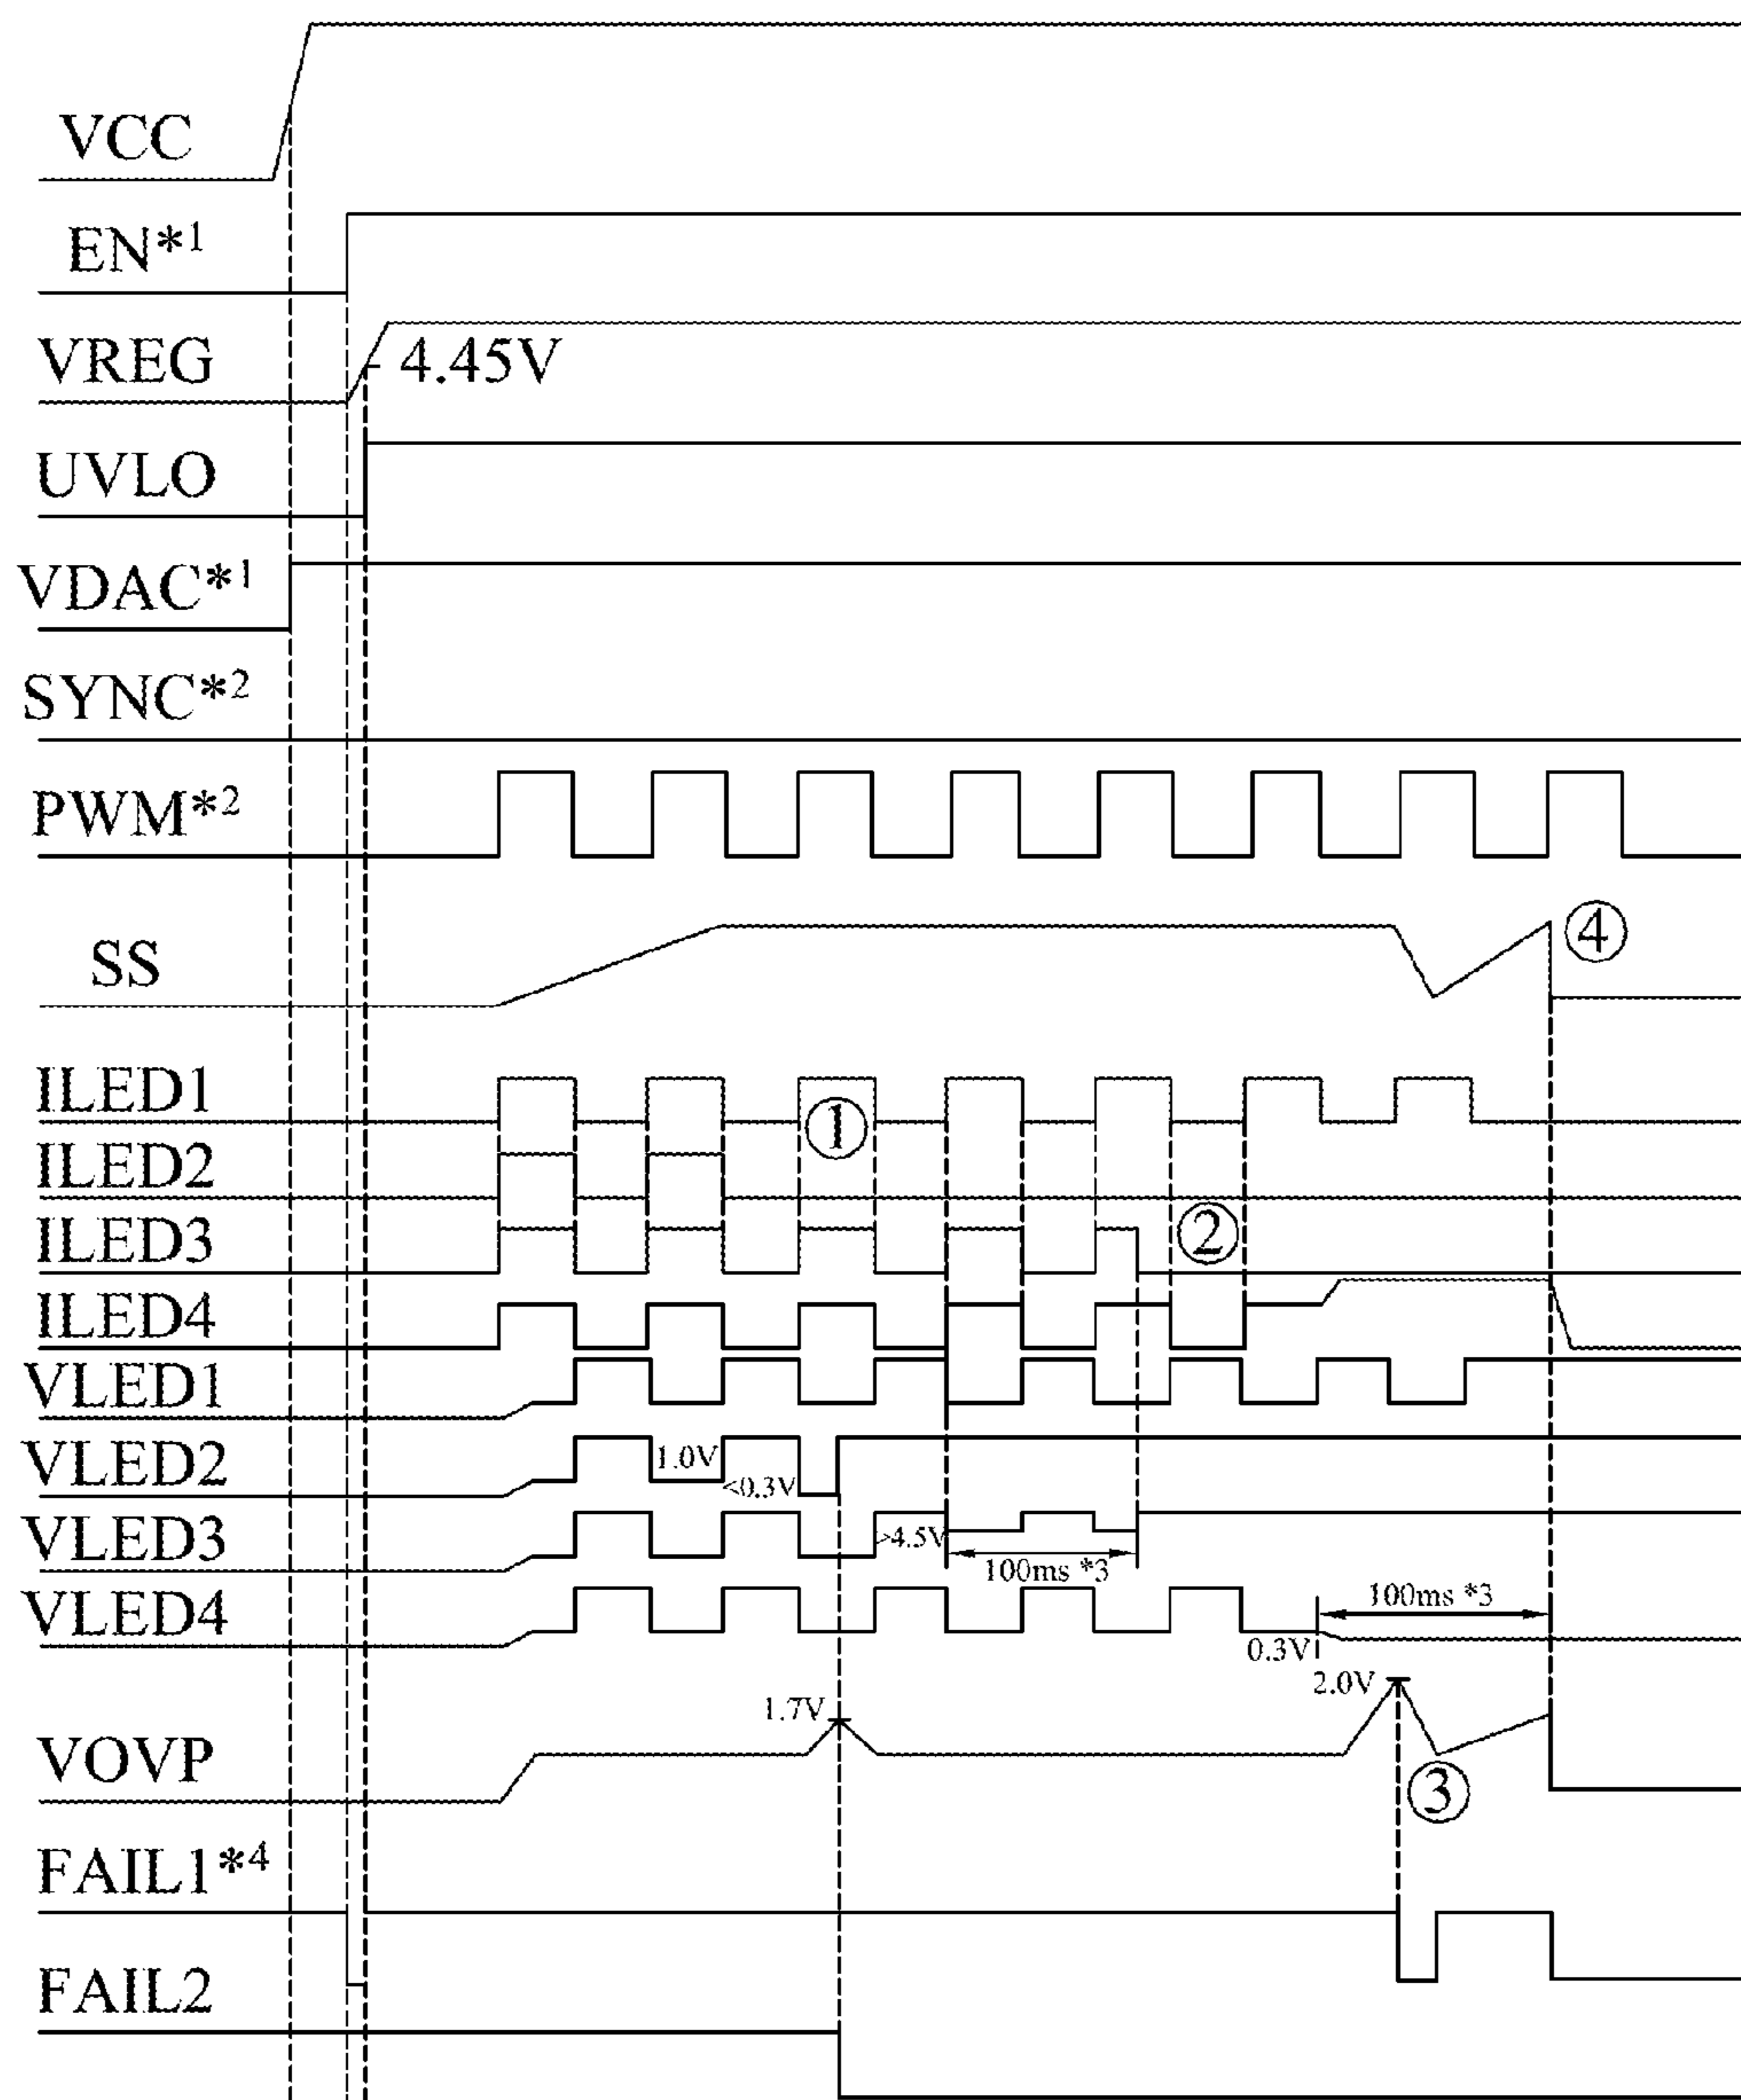 VCC
EN*1
VREG
4.45V
UVLO
VDAC*1
SYNC*2
PWM*2
SS
④
ILED1
①
ILED2
ILED3
②
ILED4
VLED1
VLED2
1.0V
<0.3V
VLED3
>4.5V
100ms *3
VLED4
100ms *3
0.3V
2.0V
1.7V
VOVP
③
FAIL1*4
FAIL2